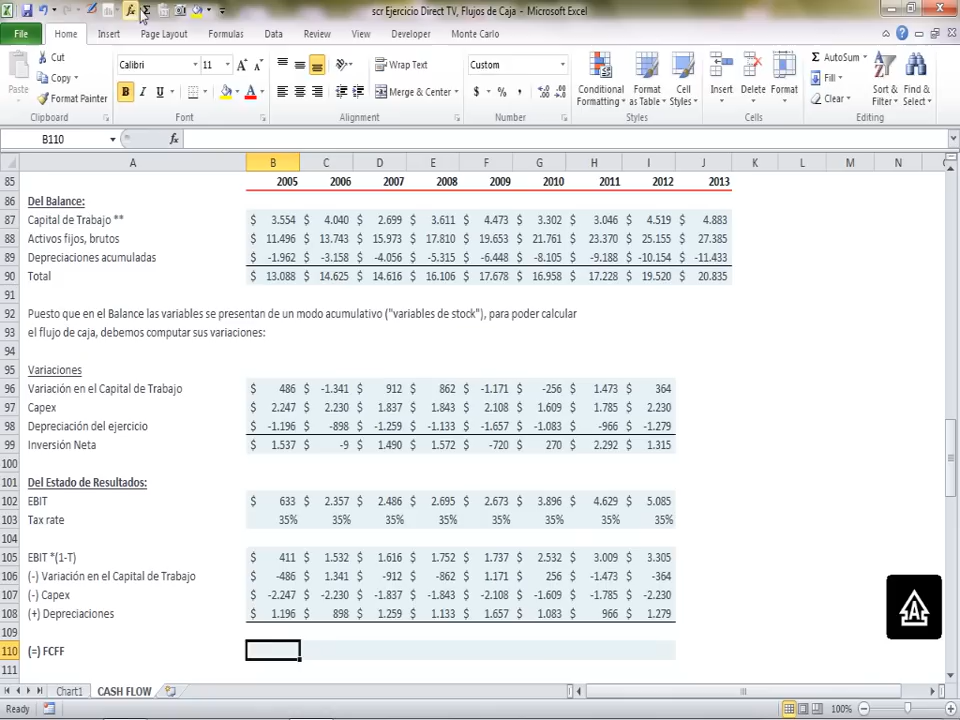 scr Ejercicio Direct TV, Flujos de Caja - Microsoft Excel
File Home Insert Page Layout Formulas Data Review View Developer Monte Carlo
Paste Cut Copy Format Painter Clipboard
Calibri 11 Font
Wrap Text Merge & Center Alignment
Custom Number
Conditional Formatting Format as Table Cell Styles Styles
Insert Delete Format Cells
AutoSum Fill Clear Sort & Filter Find & Select Editing
B110 fx
A B C D E F G H I J K L M N
85 2005 2006 2007 2008 2009 2010 2011 2012 2013
86 Del Balance:
87 Capital de Trabajo ** $ 3.554 $ 4.040 $ 2.699 $ 3.611 $ 4.473 $ 3.302 $ 3.046 $ 4.519 $ 4.883
88 Activos fijos, brutos $ 11.496 $ 13.743 $ 15.973 $ 17.810 $ 19.653 $ 21.761 $ 23.370 $ 25.155 $ 27.385
89 Depreciaciones acumuladas $ -1.962 $ -3.158 $ -4.056 $ -5.315 $ -6.448 $ -8.105 $ -9.188 $ -10.154 $ -11.433
90 Total $ 13.088 $ 14.625 $ 14.616 $ 16.106 $ 17.678 $ 16.958 $ 17.228 $ 19.520 $ 20.835
91
92 Puesto que en el Balance las variables se presentan de un modo acumulativo ("variables de stock"), para poder calcular
93 el flujo de caja, debemos computar sus variaciones:
94
95 Variaciones
96 Variación en el Capital de Trabajo $ 486 $ -1.341 $ 912 $ 862 $ -1.171 $ -256 $ 1.473 $ 364
97 Capex $ 2.247 $ 2.230 $ 1.837 $ 1.843 $ 2.108 $ 1.609 $ 1.785 $ 2.230
98 Depreciación del ejercicio $ -1.196 $ -898 $ -1.259 $ -1.133 $ -1.657 $ -1.083 $ -966 $ -1.279
99 Inversión Neta $ 1.537 $ -9 $ 1.490 $ 1.572 $ -720 $ 270 $ 2.292 $ 1.315
100
101 Del Estado de Resultados:
102 EBIT $ 633 $ 2.357 $ 2.486 $ 2.695 $ 2.673 $ 3.896 $ 4.629 $ 5.085
103 Tax rate 35% 35% 35% 35% 35% 35% 35% 35%
104
105 EBIT *(1-T) $ 411 $ 1.532 $ 1.616 $ 1.752 $ 1.737 $ 2.532 $ 3.009 $ 3.305
106 (-) Variación en el Capital de Trabajo $ -486 $ 1.341 $ -912 $ -862 $ 1.171 $ 256 $ -1.473 $ -364
107 (-) Capex $ -2.247 $ -2.230 $ -1.837 $ -1.843 $ -2.108 $ -1.609 $ -1.785 $ -2.230
108 (+) Depreciaciones $ 1.196 $ 898 $ 1.259 $ 1.133 $ 1.657 $ 1.083 $ 966 $ 1.279
109
110 (=) FCFF
111
Chart1 CASH FLOW
Ready 100%